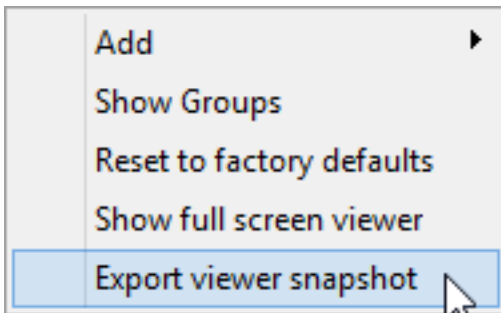 Add
Show Groups
Reset to factory defaults
Show full screen viewer
Export viewer snapshot